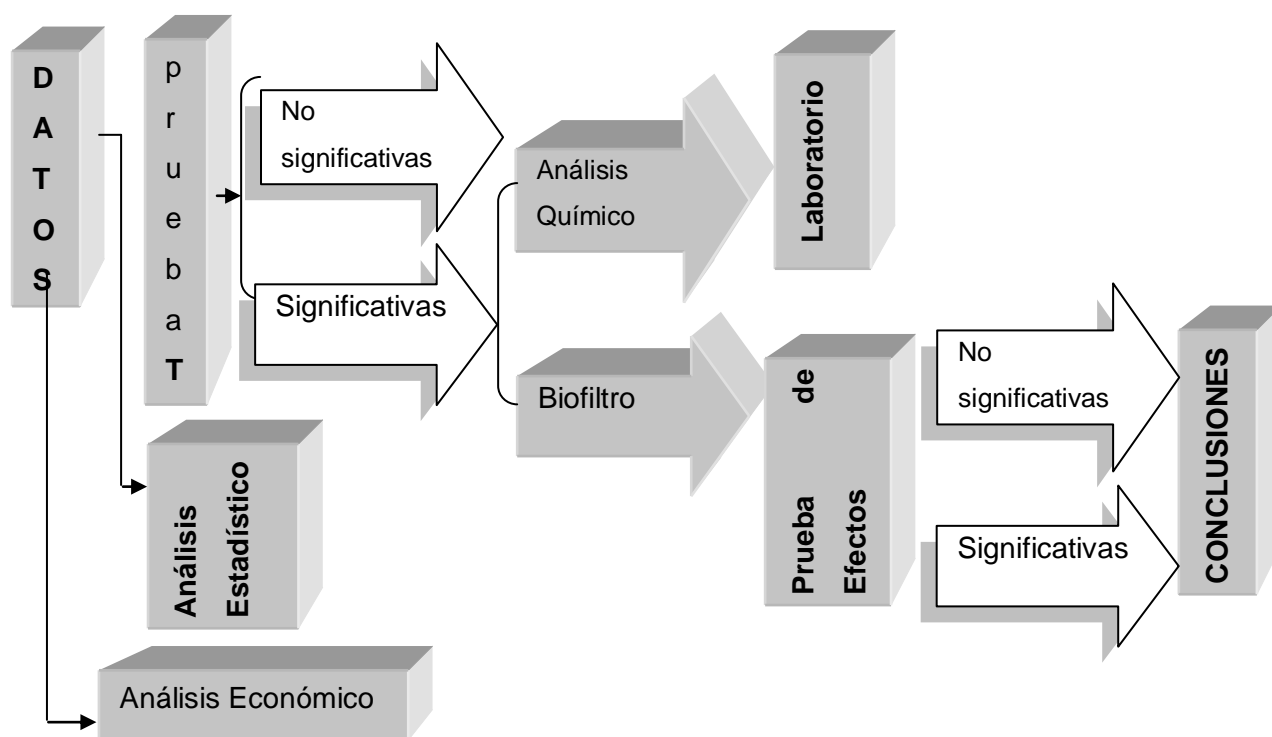 DATOS
prueba T
No
significativas
Significativas
Análisis
Químico
Biofiltro
Laboratorio
Prueba de
Efectos
No
significativas
Significativas
CONCLUSIONES
Análisis
Estadístico
Análisis Económico